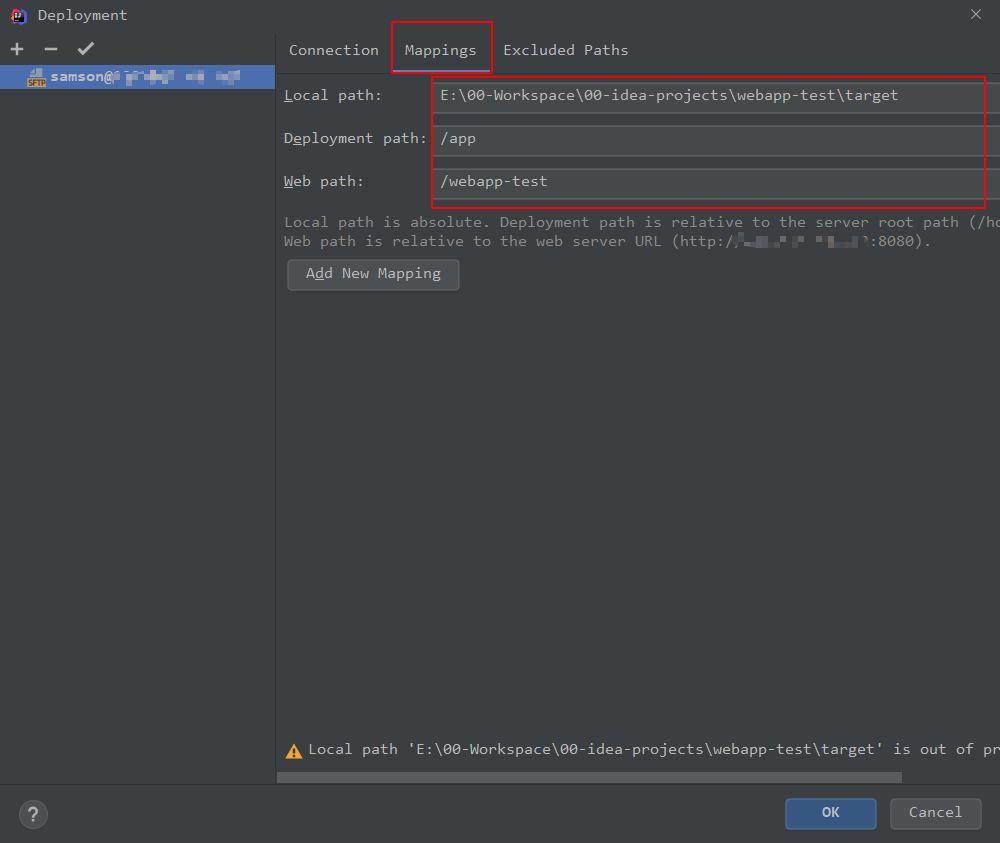 Deployment
samson@
Connection Mappings Excluded Paths
Local path: E:\00-Workspace\00-idea-projects\webapp-test\target
Deployment path: /app
Web path: /webapp-test
Local path is absolute. Deployment path is relative to the server root path (/ho
Web path is relative to the web server URL (http:/ :8080).
Add New Mapping
Local path 'E:\00-Workspace\00-idea-projects\webapp-test\target' is out of pr
? OK Cancel
SFTP